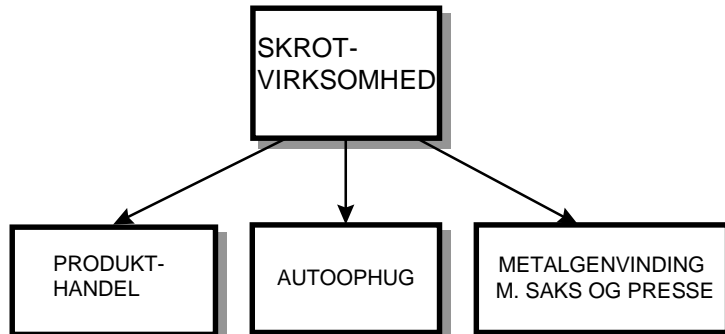 SKROT-
VIRKSOMHED
PRODUKT-
HANDEL
AUTOOPHUG
METALGENVINDING
M. SAKS OG PRESSE